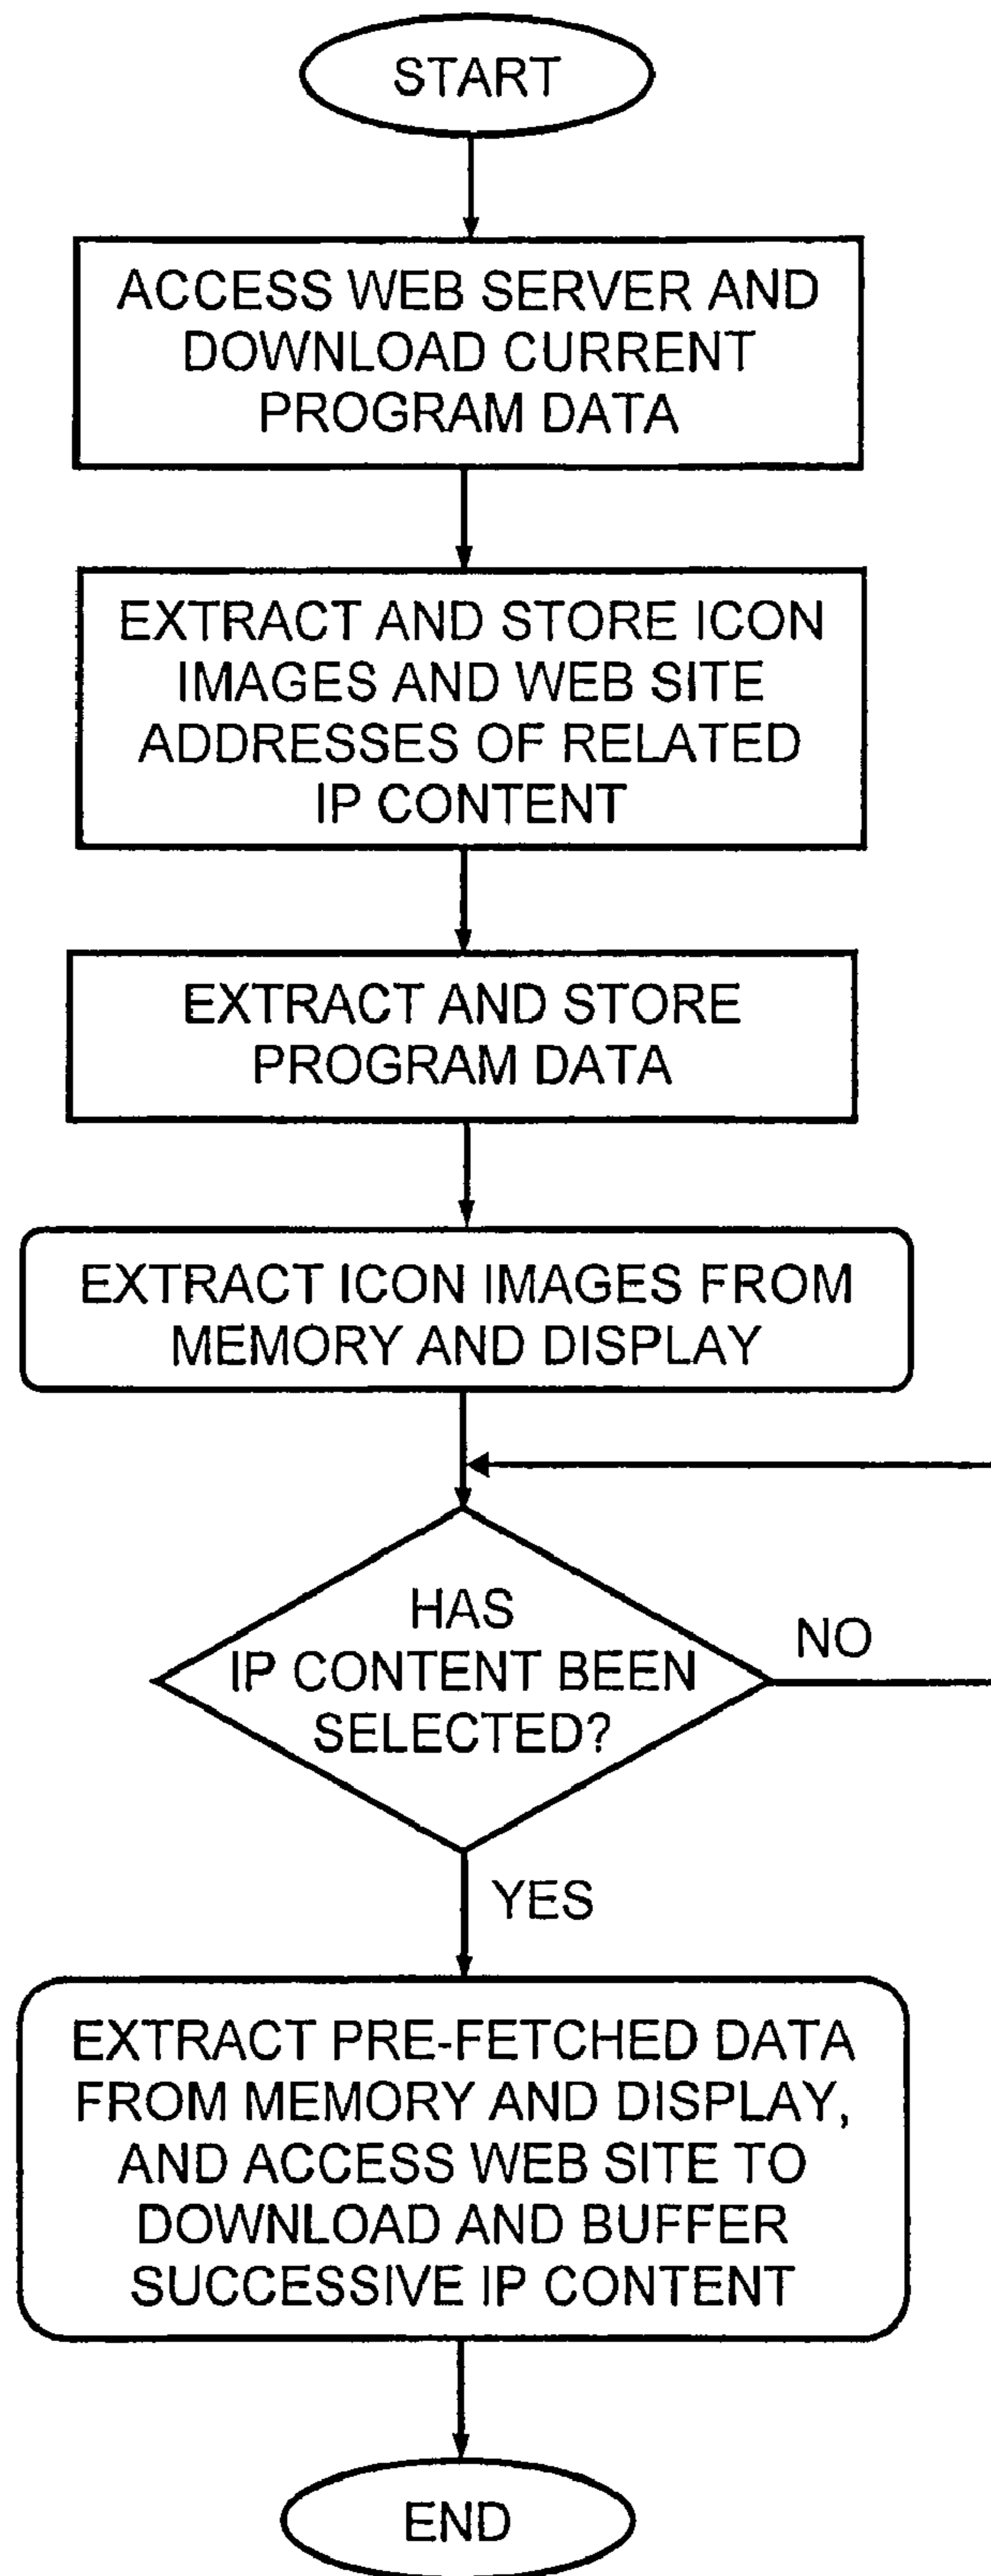 START
ACCESS WEB SERVER AND
DOWNLOAD CURRENT
PROGRAM DATA
EXTRACT AND STORE ICON
IMAGES AND WEB SITE
ADDRESSES OF RELATED
IP CONTENT
EXTRACT AND STORE
PROGRAM DATA
EXTRACT ICON IMAGES FROM
MEMORY AND DISPLAY
HAS
IP CONTENT BEEN
SELECTED?
NO
YES
EXTRACT PRE-FETCHED DATA
FROM MEMORY AND DISPLAY,
AND ACCESS WEB SITE TO
DOWNLOAD AND BUFFER
SUCCESSIVE IP CONTENT
END